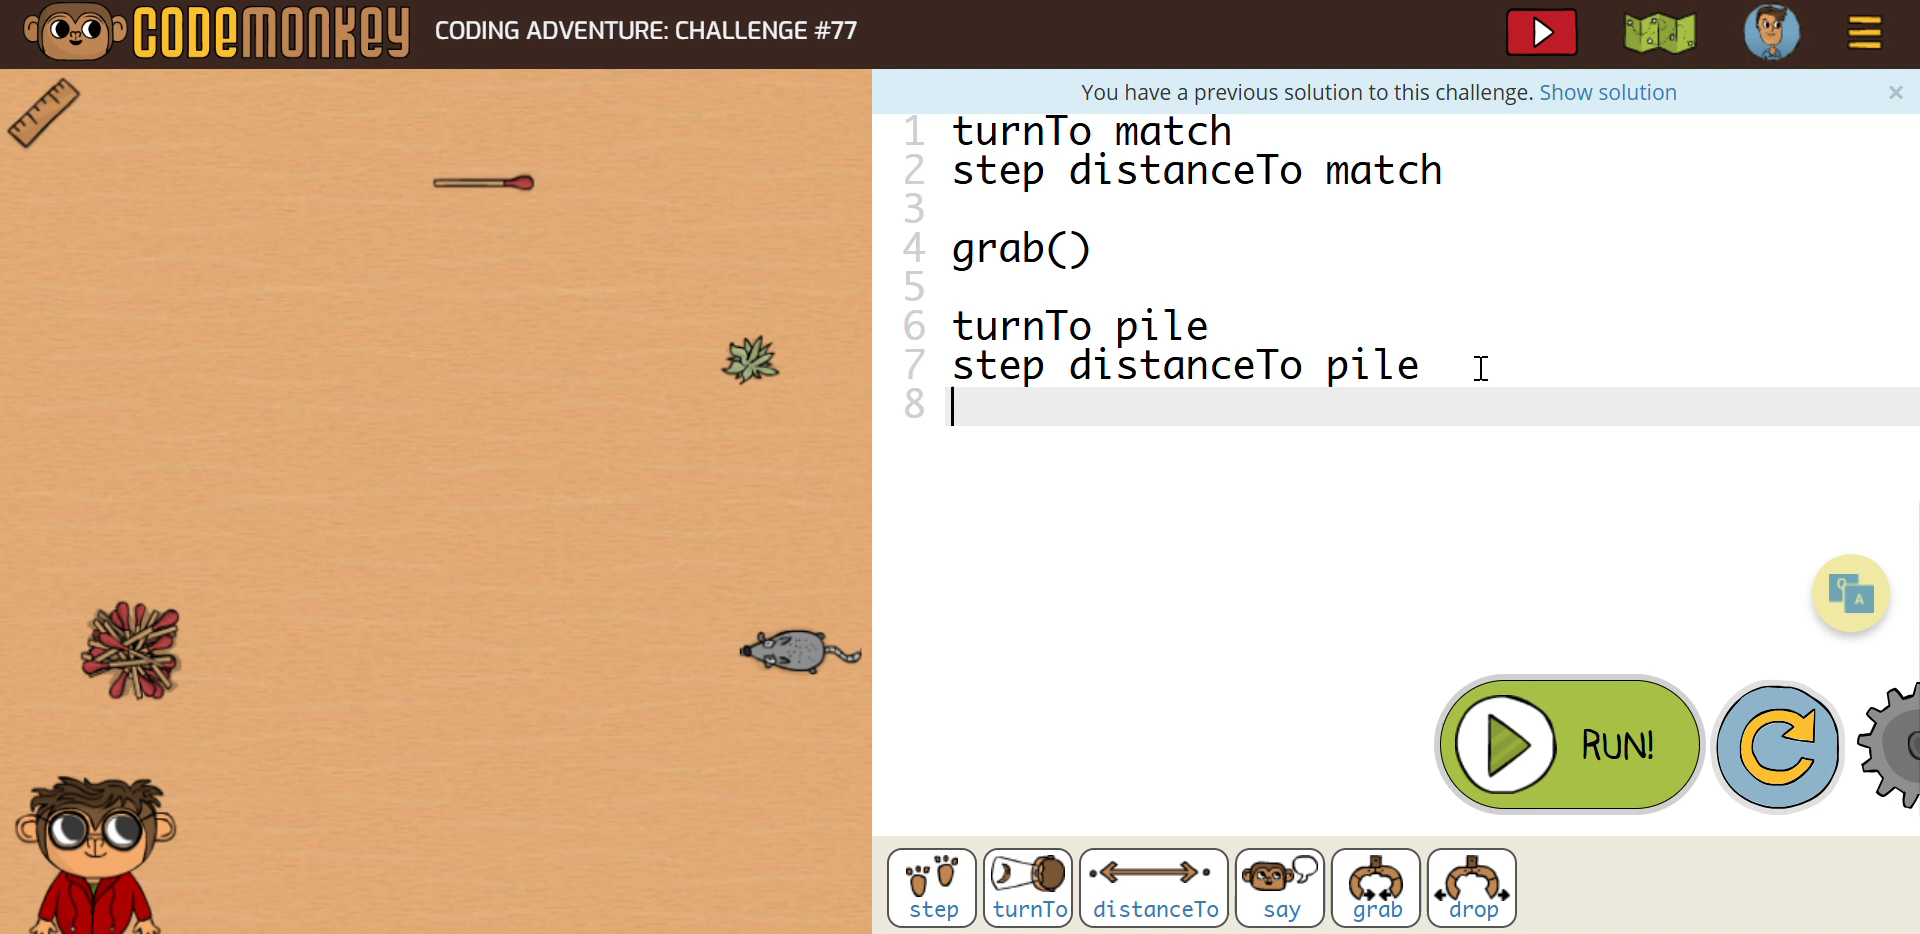 CODEMONKEY
CODING ADVENTURE: CHALLENGE #77
You have a previous solution to this challenge. Show solution ×
1 turnTo match
2 step distanceTo match
3
4 grab()
5
6 turnTo pile
7 step distanceTo pile
8
Q
A
RUN!
step turnTo distanceTo say grab drop